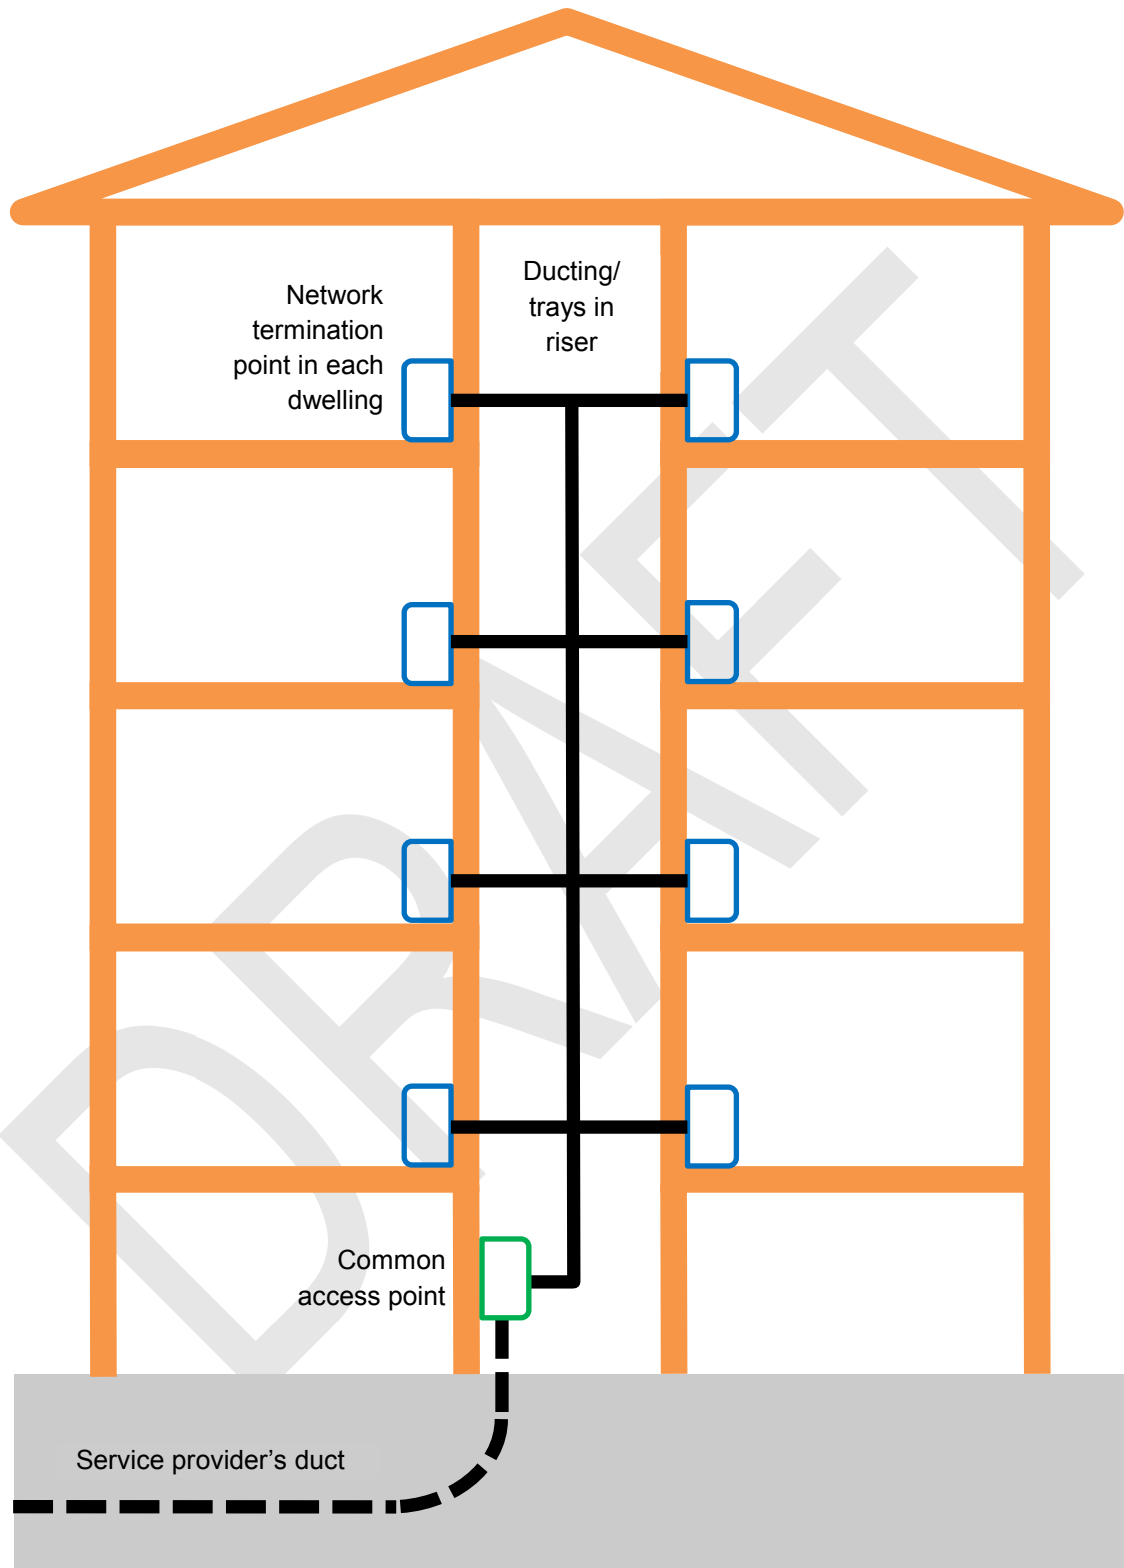 Network
termination
point in each
dwelling
Ducting/
trays in
riser
Common
access point
Service provider’s duct
DRAFT